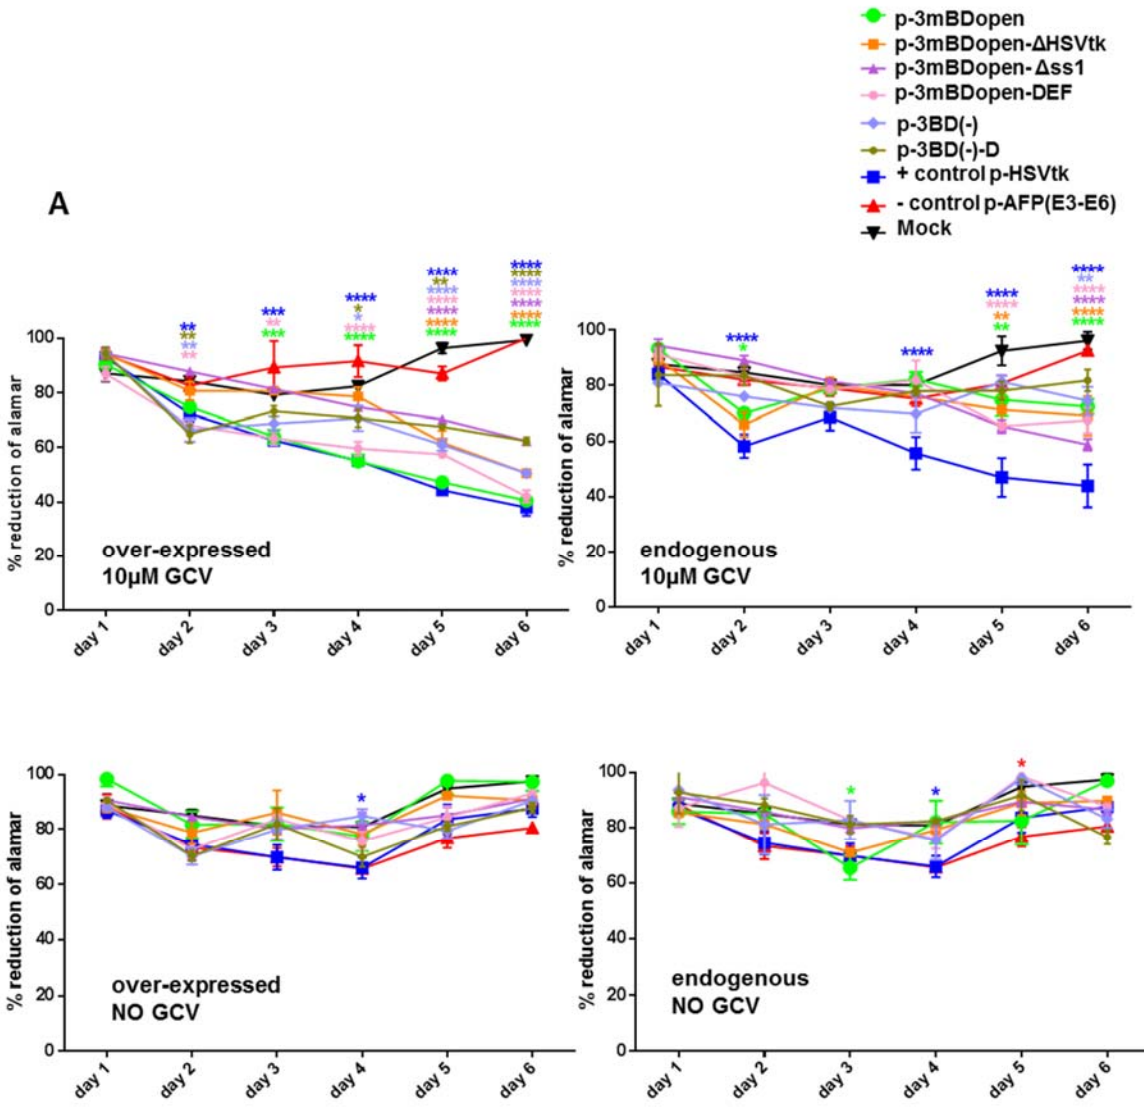 p-3mBDopen
p-3mBDopen-ΔHSVtk
p-3mBDopen- Δss1
p-3mBDopen-DEF
p-3BD(-)
p-3BD(-)-D
+ control p-HSVtk
- control p-AFP(E3-E6)
Mock
A
% reduction of alamar
100
80
60
40
20
0
** ** ** **
*** ** ***
**** * * **** ****
**** ** **** **** **** **** ****
**** **** **** **** **** **** ****
over-expressed
10µM GCV
day 1 day 2 day 3 day 4 day 5 day 6
% reduction of alamar
100
80
60
40
20
0
**** *
****
**** **** ** **
**** ** **** **** **** ****
endogenous
10µM GCV
day 1 day 2 day 3 day 4 day 5 day 6
% reduction of alamar
100
80
60
40
20
0
*
over-expressed
NO GCV
day 1 day 2 day 3 day 4 day 5 day 6
% reduction of alamar
100
80
60
40
20
0
* * *
endogenous
NO GCV
day 1 day 2 day 3 day 4 day 5 day 6